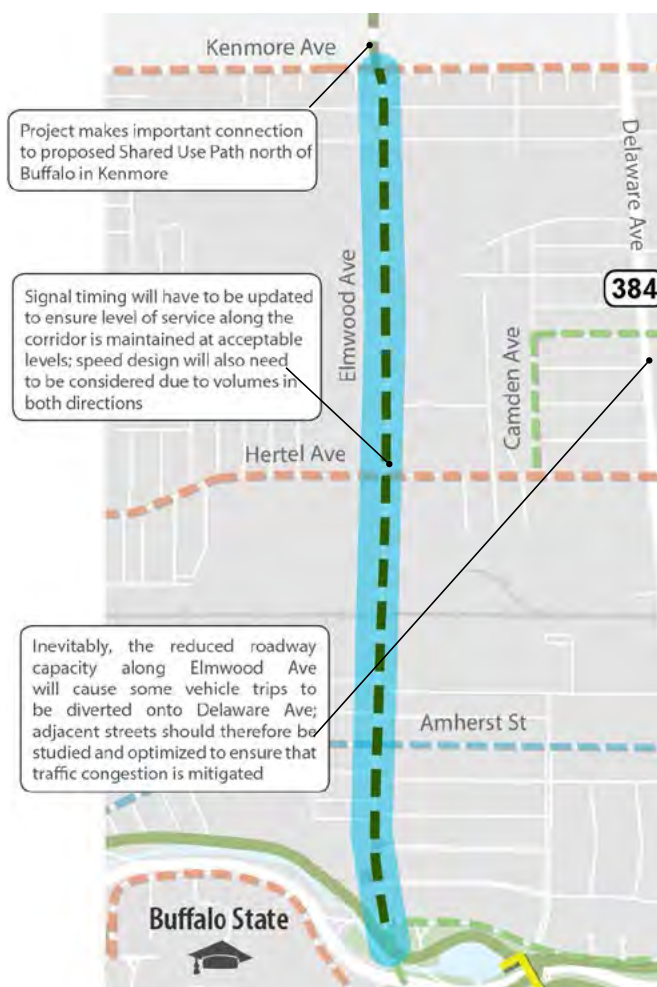 Kenmore Ave
Project makes important connection
to proposed Shared Use Path north of
Buffalo in Kenmore
Delaware Ave
384
Signal timing will have to be updated
to ensure level of service along the
corridor is maintained at acceptable
levels; speed design will also need
to be considered due to volumes in
both directions
Elmwood Ave
Camden Ave
Hertel Ave
Inevitably, the reduced roadway
capacity along Elmwood Ave
will cause some vehicle trips to
be diverted onto Delaware Ave;
adjacent streets should therefore be
studied and optimized to ensure that
traffic congestion is mitigated
Amherst St
Buffalo State